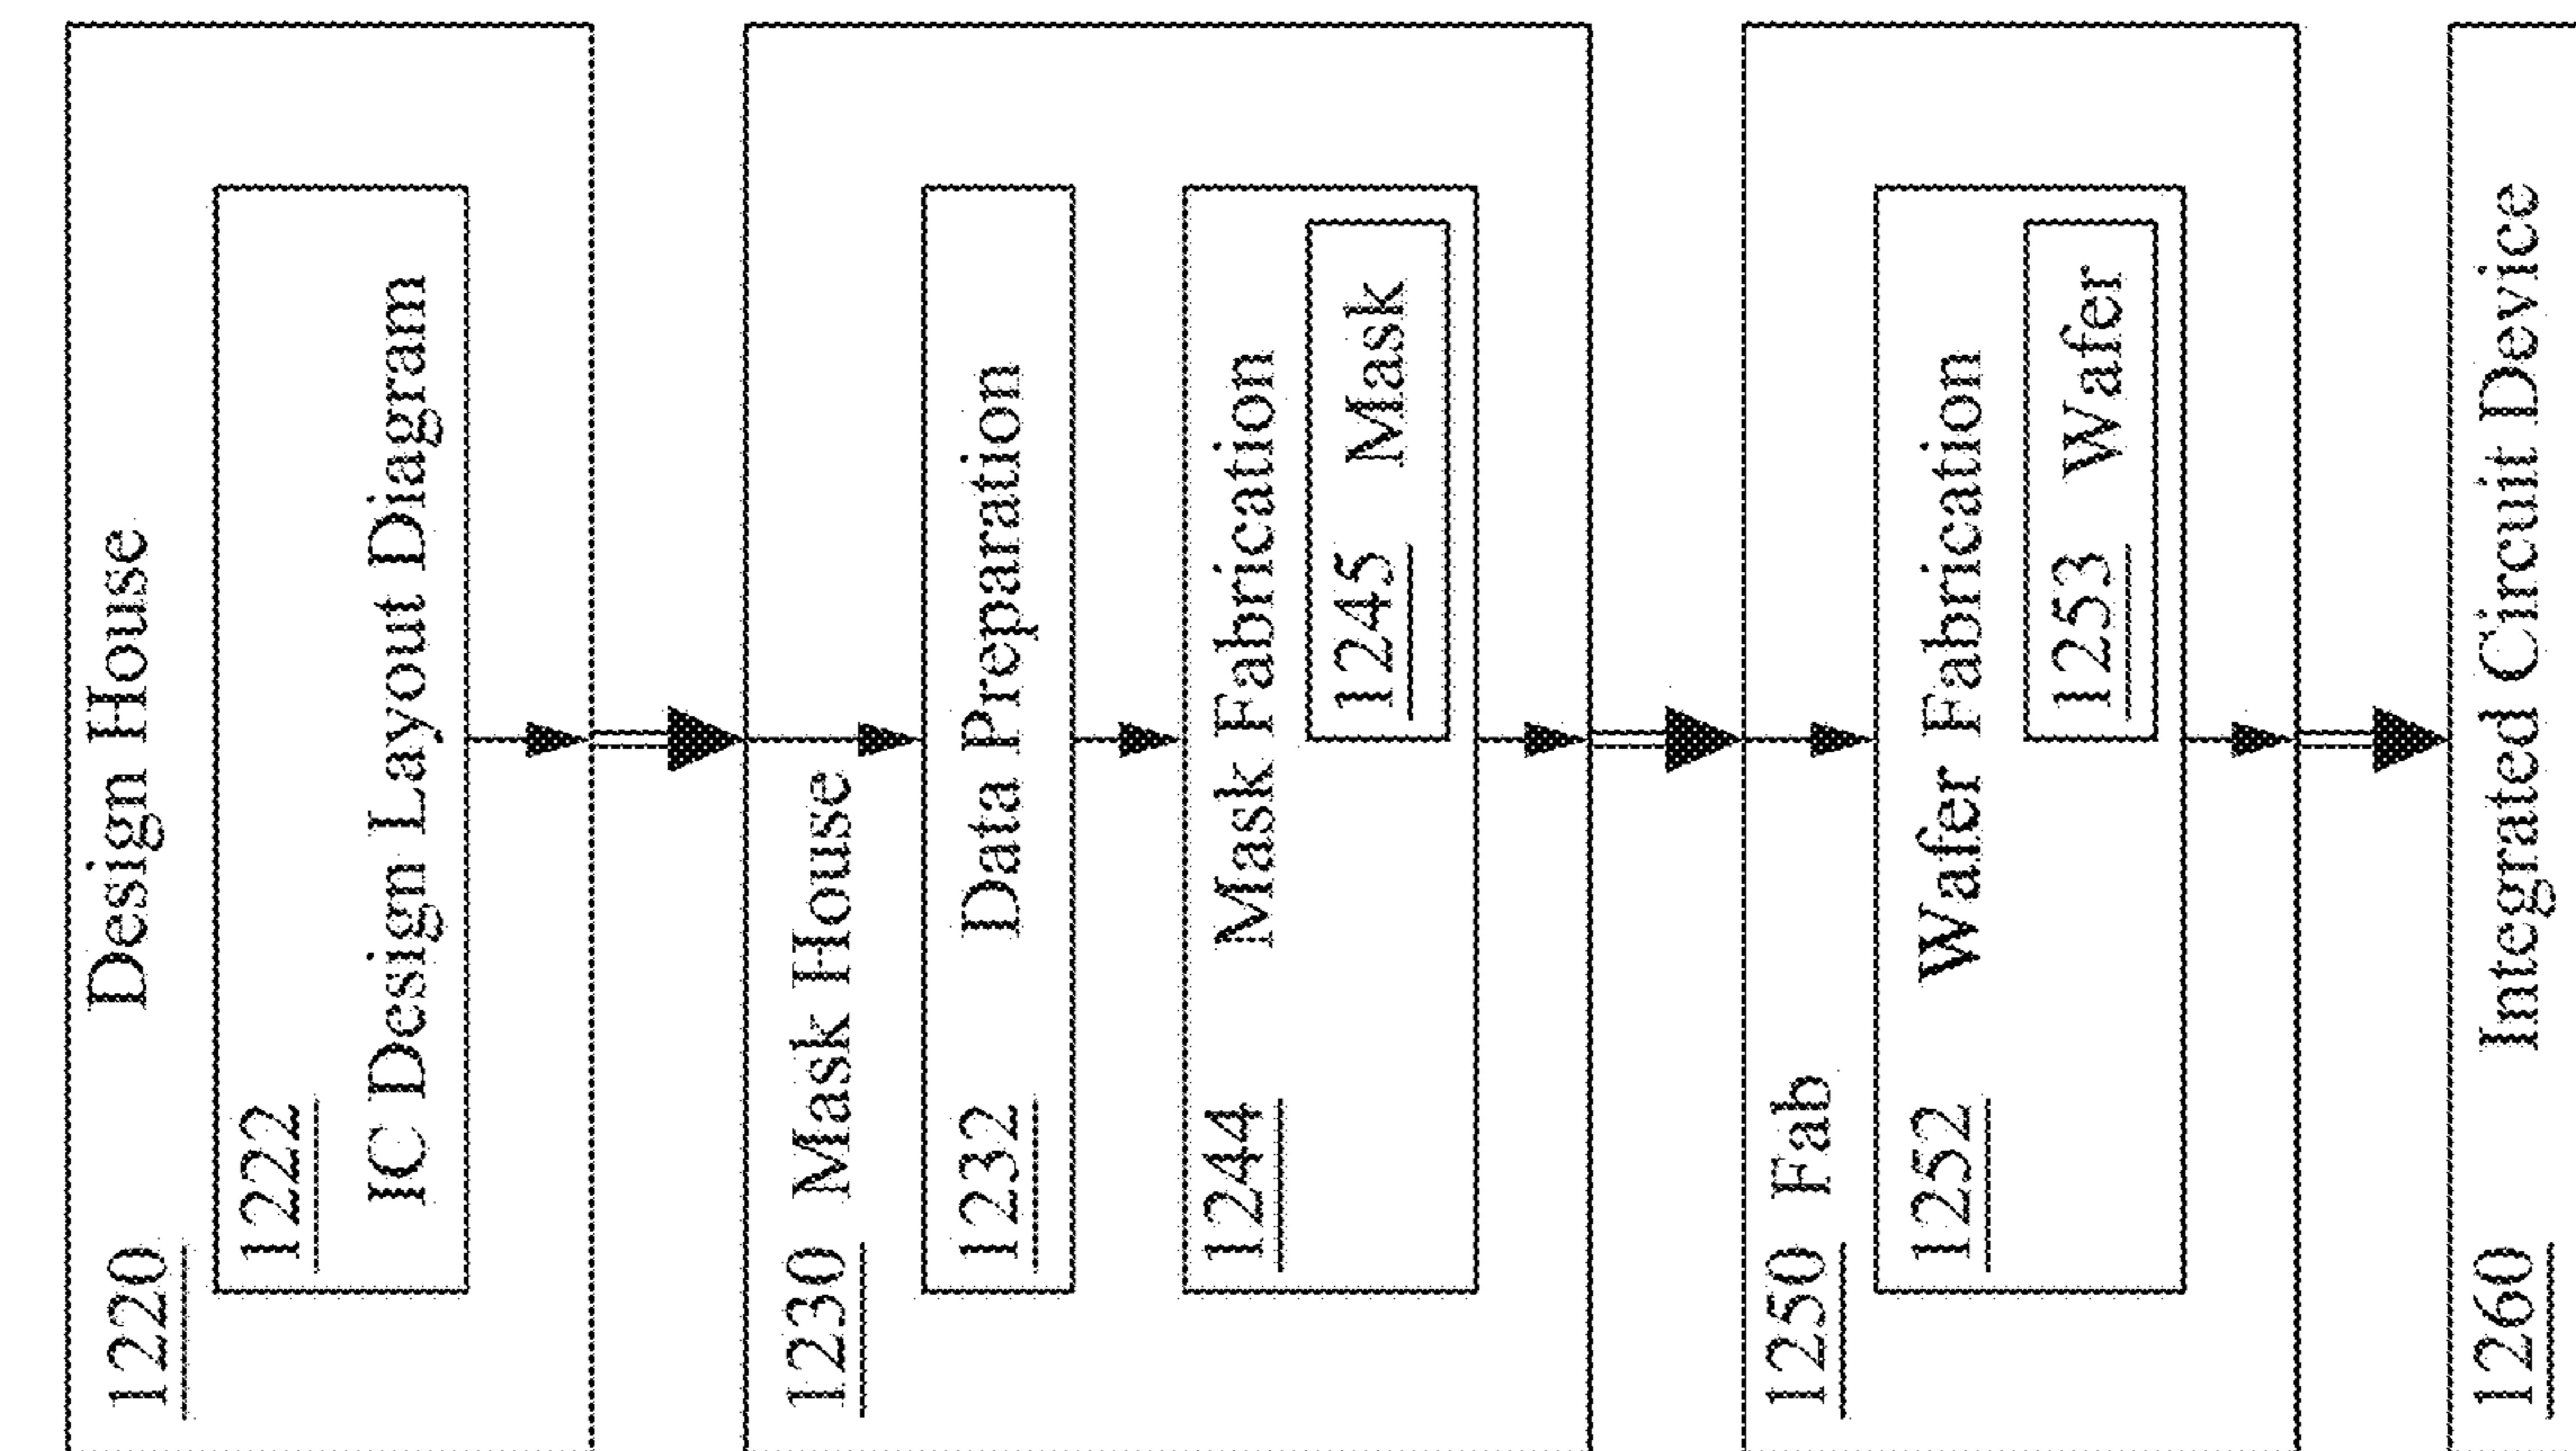 1220 Design House
1222
IC Design Layout Diagram
1230 Mask House
1232 Data Preparation
1244 Mask Fabrication
1245 Mask
1250 Fab
1252 Wafer Fabrication
1253 Wafer
1260 Integrated Circuit Device